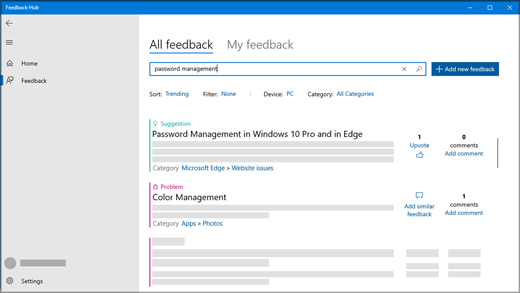 Feedback Hub
Home
Feedback
Settings
All feedback My feedback
password management
Add new feedback
Sort: Trending Filter: None Device: PC Category: All Categories
Suggestion
Password Management in Windows 10 Pro and in Edge
Category Microsoft Edge > Website issues
1
Upvote
0
comments
Add comment
Problem
Color Management
Category Apps > Photos
Add similar
feedback
1
comments
Add comment